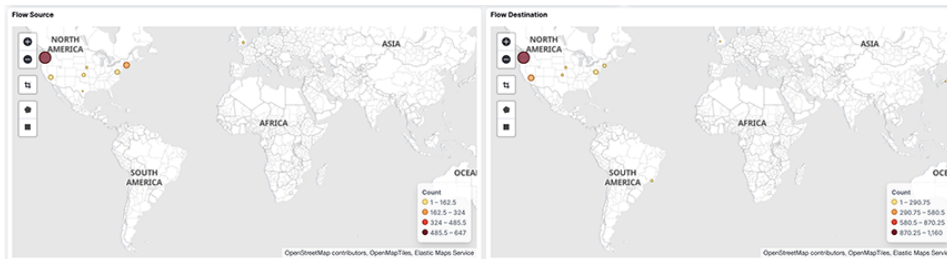 Flow Source
NORTH
AMERICA
ASIA
AFRICA
SOUTH
AMERICA
OCEA
Count
1 – 162.5
162.5 – 324
324 – 485.5
485.5 – 647
OpenStreetMap contributors, OpenMapTiles, Elastic Maps Service
Flow Destination
NORTH
AMERICA
ASIA
AFRICA
SOUTH
AMERICA
OCE
Count
1 – 290.75
290.75 – 580.5
580.5 – 870.25
870.25 – 1,160
OpenStreetMap contributors, OpenMapTiles, Elastic Maps Service